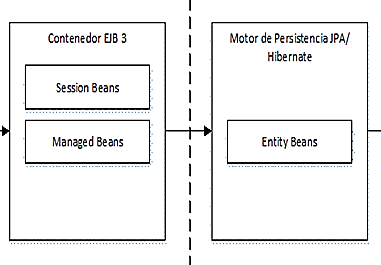 Contenedor EJB 3
Session Beans
Managed Beans
Motor de Persistencia JPA/
Hibernate
Entity Beans